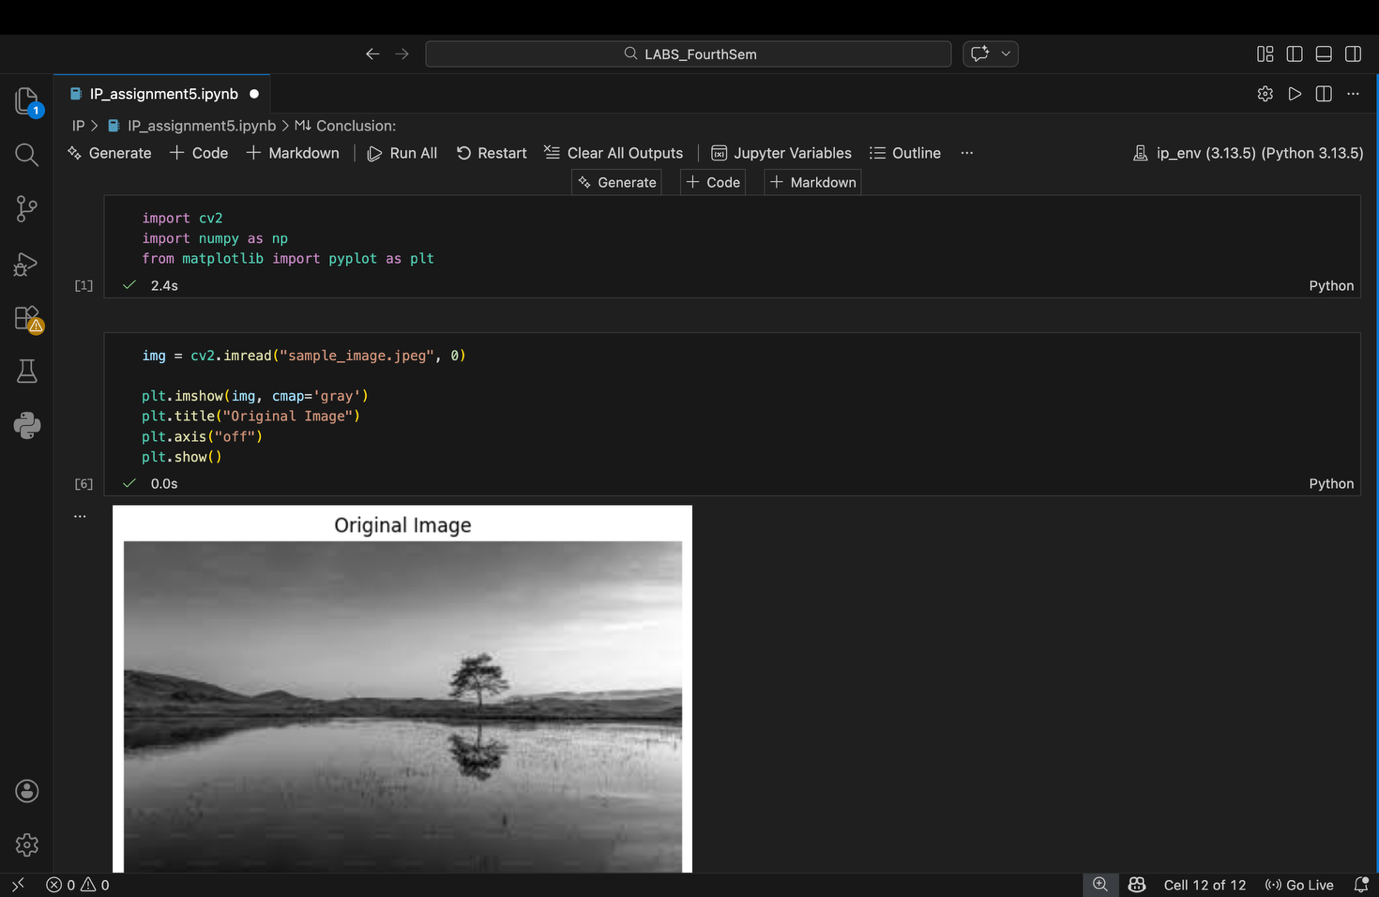 LABS_FourthSem
IP_assignment5.ipynb
1
IP > IP_assignment5.ipynb > M↓ Conclusion:
Generate + Code + Markdown Run All Restart Clear All Outputs Jupyter Variables Outline ... ip_env (3.13.5) (Python 3.13.5)
Generate + Code + Markdown
import cv2
import numpy as np
from matplotlib import pyplot as plt
[1] 2.4s Python
img = cv2.imread("sample_image.jpeg", 0)
plt.imshow(img, cmap='gray')
plt.title("Original Image")
plt.axis("off")
plt.show()
[6] 0.0s Python
...
Original Image
0 0 Cell 12 of 12 Go Live